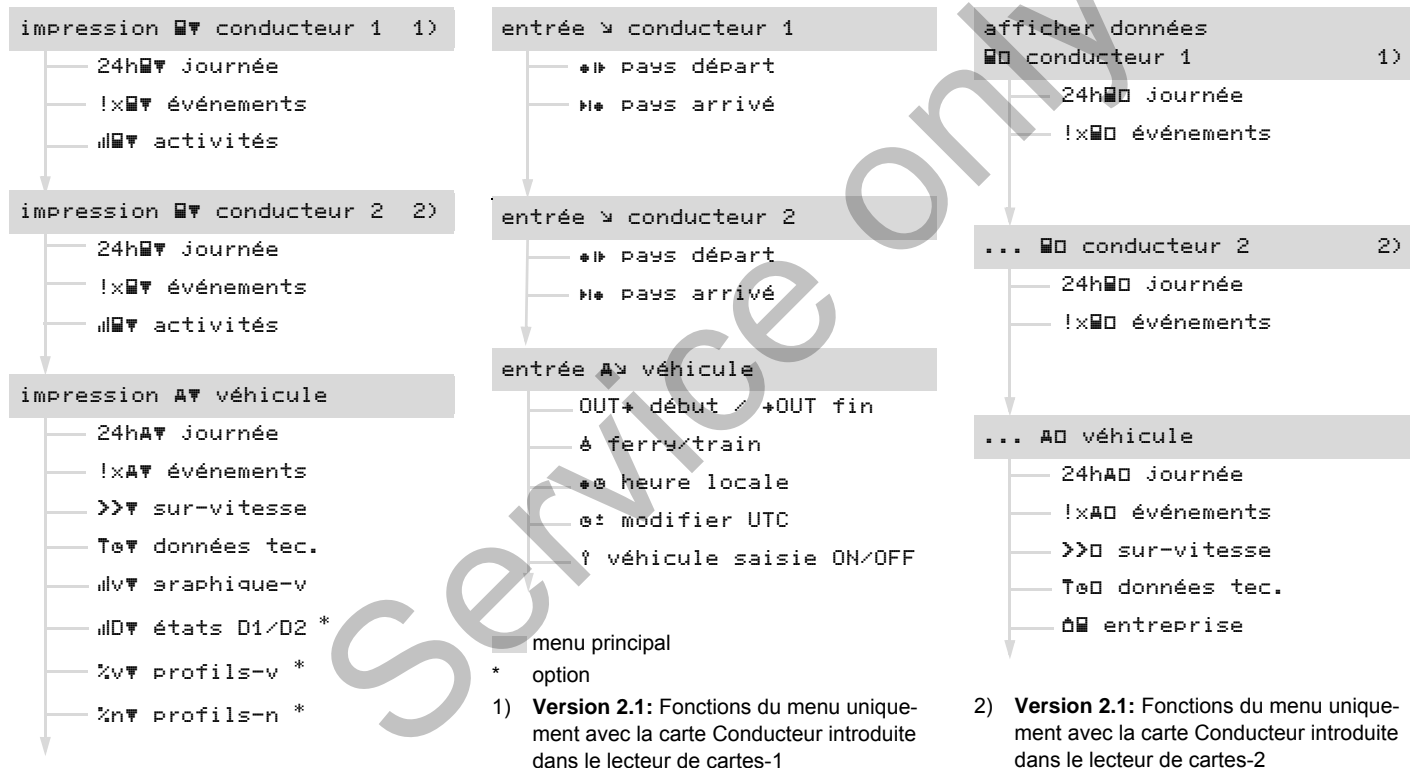 impression conducteur 1 1)
24h journée
!x événements
activités
impression conducteur 2 2)
24h journée
!x événements
activités
impression véhicule
24h journée
!x événements
>> sur-vitesse
données tec.
v graphique-v
D états D1/D2 *
%v profils-v *
%n profils-n *
entrée conducteur 1
pays départ
pays arrivé
entrée conducteur 2
pays départ
pays arrivé
entrée véhicule
OUT→ début / →OUT fin
ferry/train
heure locale
modifier UTC
véhicule saisie ON/OFF
menu principal
* option
1) Version 2.1: Fonctions du menu unique-
ment avec la carte Conducteur introduite
dans le lecteur de cartes-1
afficher données
conducteur 1 1)
24h journée
!x événements
... conducteur 2 2)
24h journée
!x événements
... véhicule
24h journée
!x événements
>> sur-vitesse
données tec.
entreprise
2) Version 2.1: Fonctions du menu unique-
ment avec la carte Conducteur introduite
dans le lecteur de cartes-2
Service only